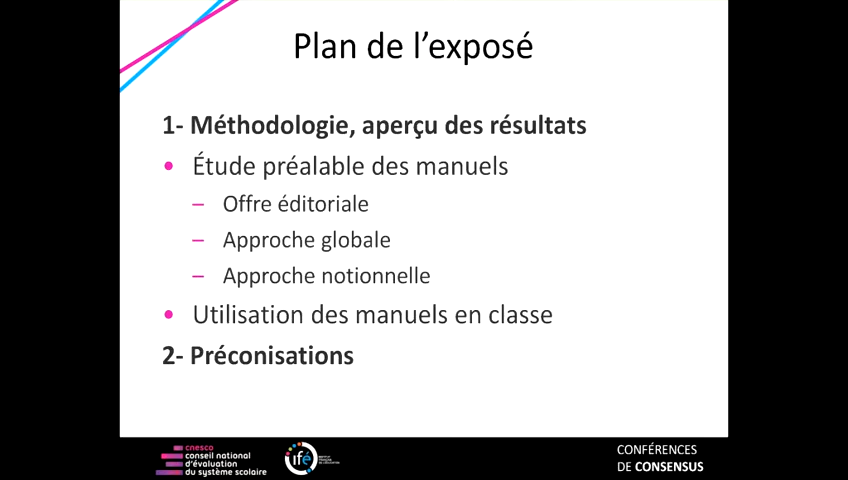 Plan de l'exposé
1- Méthodologie, aperçu des résultats
• Étude préalable des manuels
– Offre éditoriale
– Approche globale
– Approche notionnelle
• Utilisation des manuels en classe
2- Préconisations
cnesco
conseil national
d'évaluation
du système scolaire
ifé
CONFÉRENCES
DE CONSENSUS